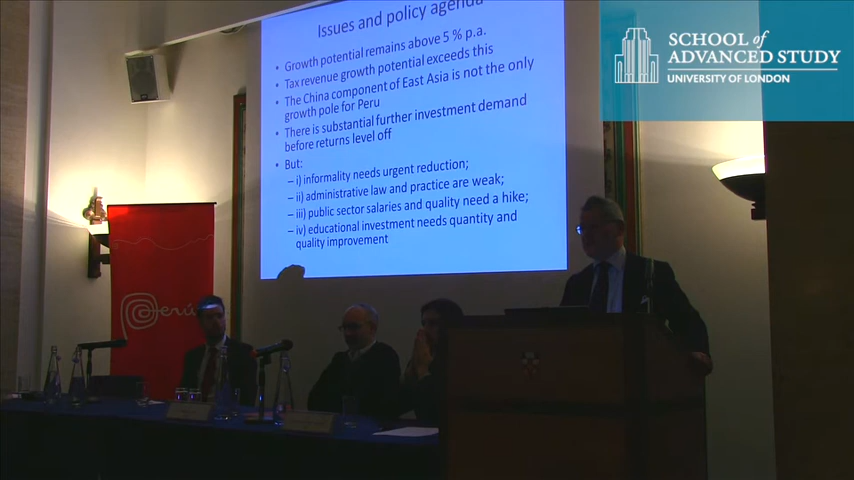 Issues and policy agenda
• Growth potential remains above 5 % p.a.
• Tax revenue growth potential exceeds this
• The China component of East Asia is not the only
growth pole for Peru
• There is substantial further investment demand
before returns level off
• But:
– i) informality needs urgent reduction;
– ii) administrative law and practice are weak;
– iii) public sector salaries and quality need a hike;
– iv) educational investment needs quantity and
quality improvement
SCHOOL of
ADVANCED STUDY
UNIVERSITY OF LONDON
Perú